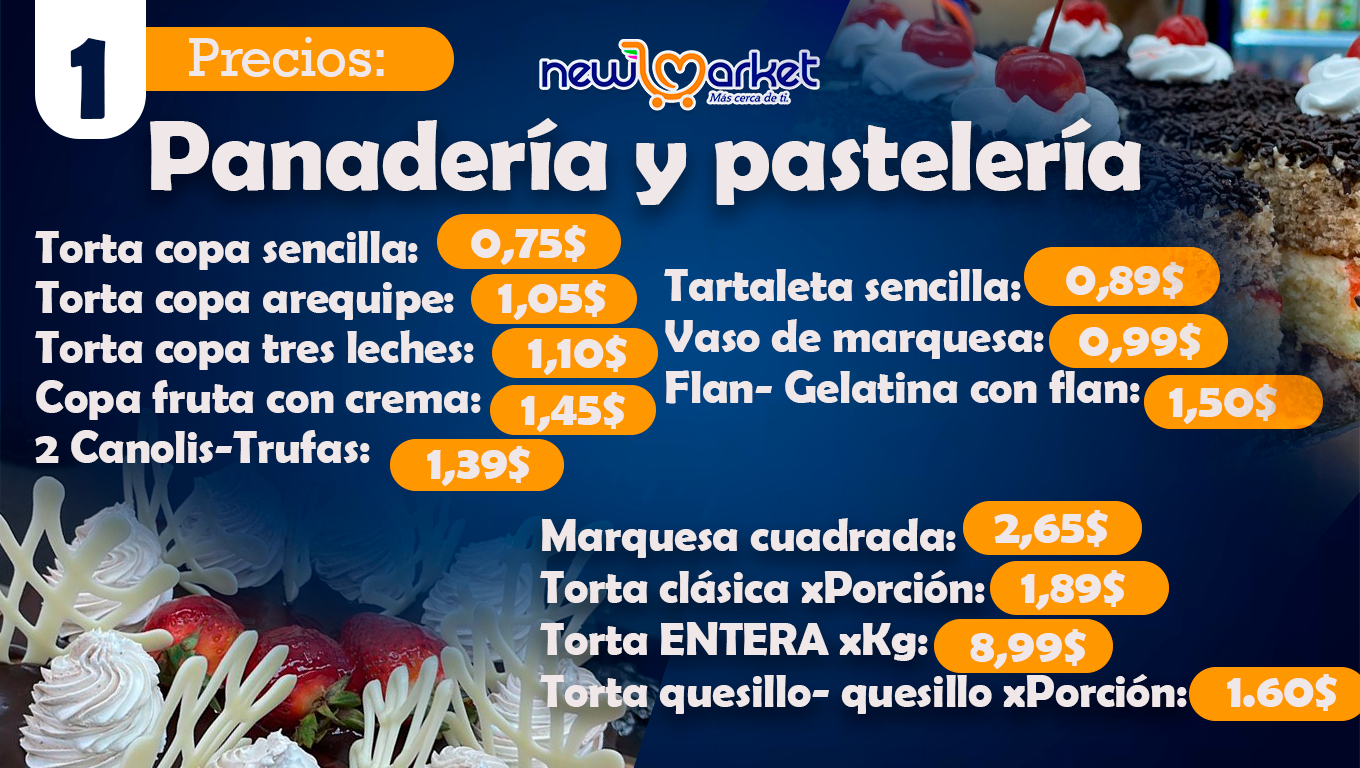 1
Precios:
new market
Más cerca de ti.
Panadería y pastelería
Torta copa sencilla: 0,75$
Torta copa arequipe: 1,05$
Torta copa tres leches: 1,10$
Copa fruta con crema: 1,45$
2 Canolis-Trufas: 1,39$
Tartaleta sencilla: 0,89$
Vaso de marquesa: 0,99$
Flan- Gelatina con flan: 1,50$
Marquesa cuadrada: 2,65$
Torta clásica xPorción: 1,89$
Torta ENTERA xKg: 8,99$
Torta quesillo- quesillo xPorción: 1.60$